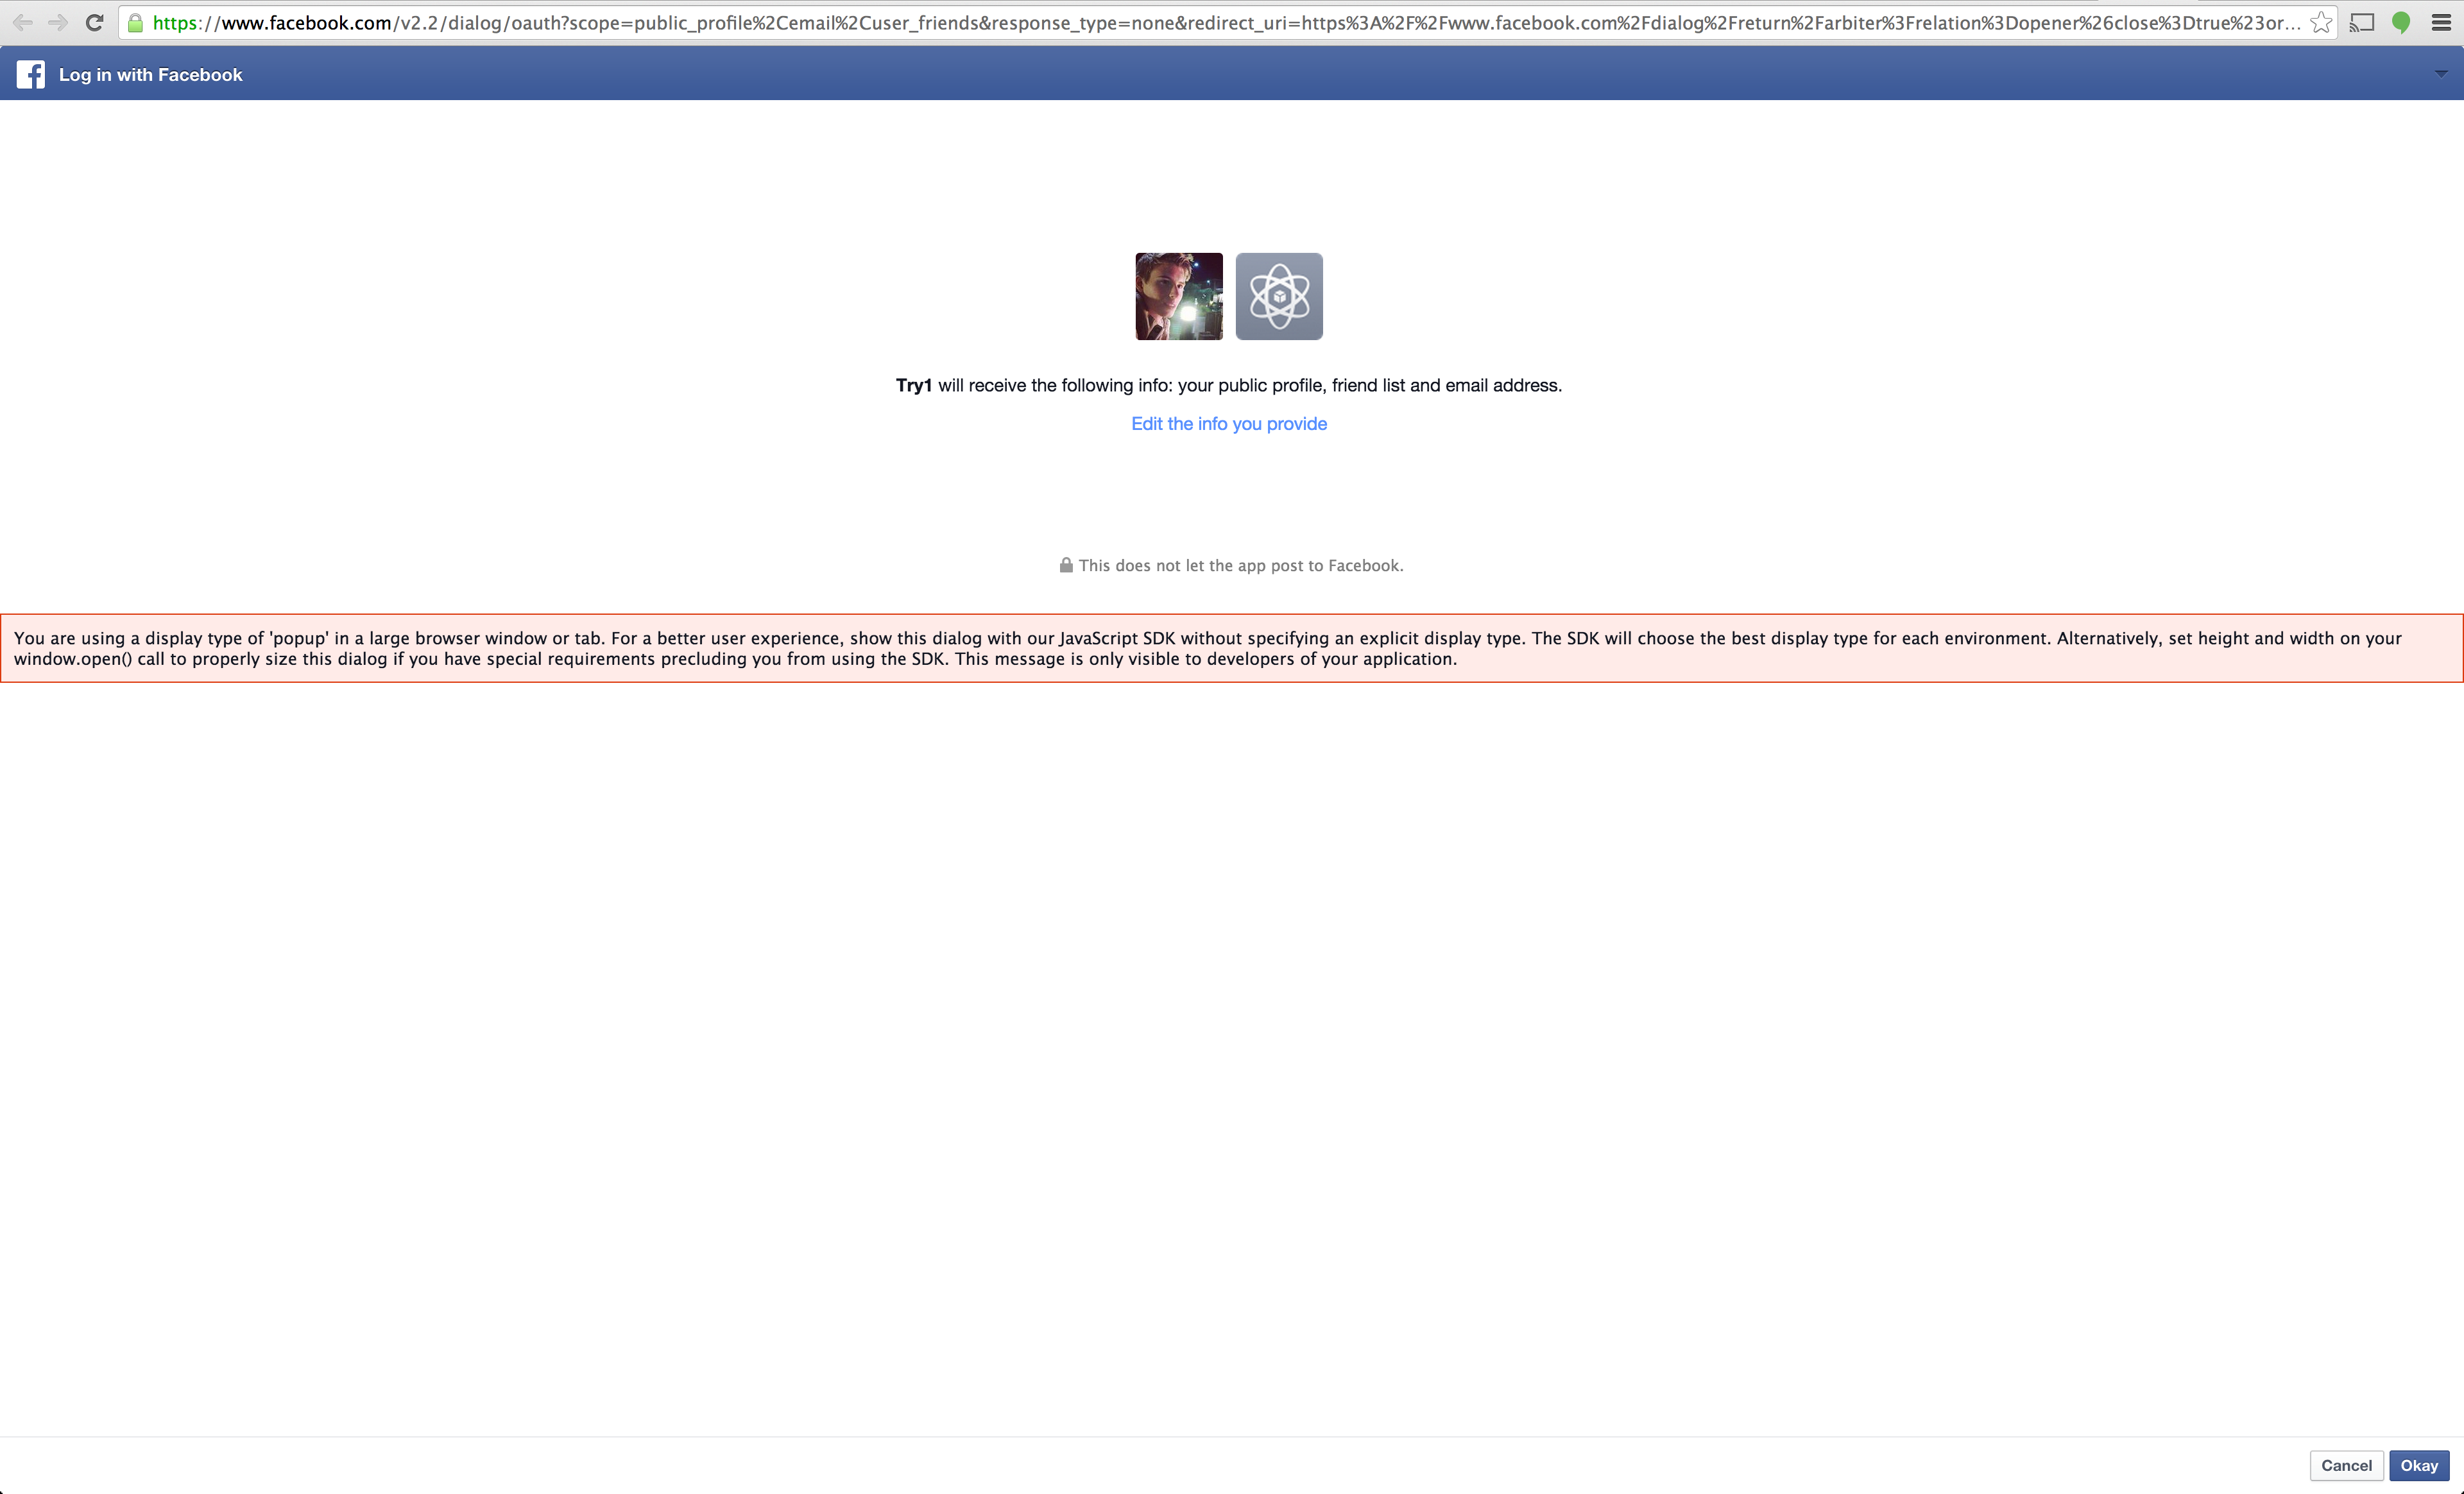 https://www.facebook.com/v2.2/dialog/oauth?scope=public_profile%2Cemail%2Cuser_friends&response_type=none&redirect_uri=https%3A%2F%2Fwww.facebook.com%2Fdialog%2Freturn%2Farbiter%3Frelation%3Dopener%26close%3Dtrue%23or...
Log in with Facebook
Try1 will receive the following info: your public profile, friend list and email address.
Edit the info you provide
This does not let the app post to Facebook.
You are using a display type of 'popup' in a large browser window or tab. For a better user experience, show this dialog with our JavaScript SDK without specifying an explicit display type. The SDK will choose the best display type for each environment. Alternatively, set height and width on your
window.open() call to properly size this dialog if you have special requirements precluding you from using the SDK. This message is only visible to developers of your application.
Cancel Okay